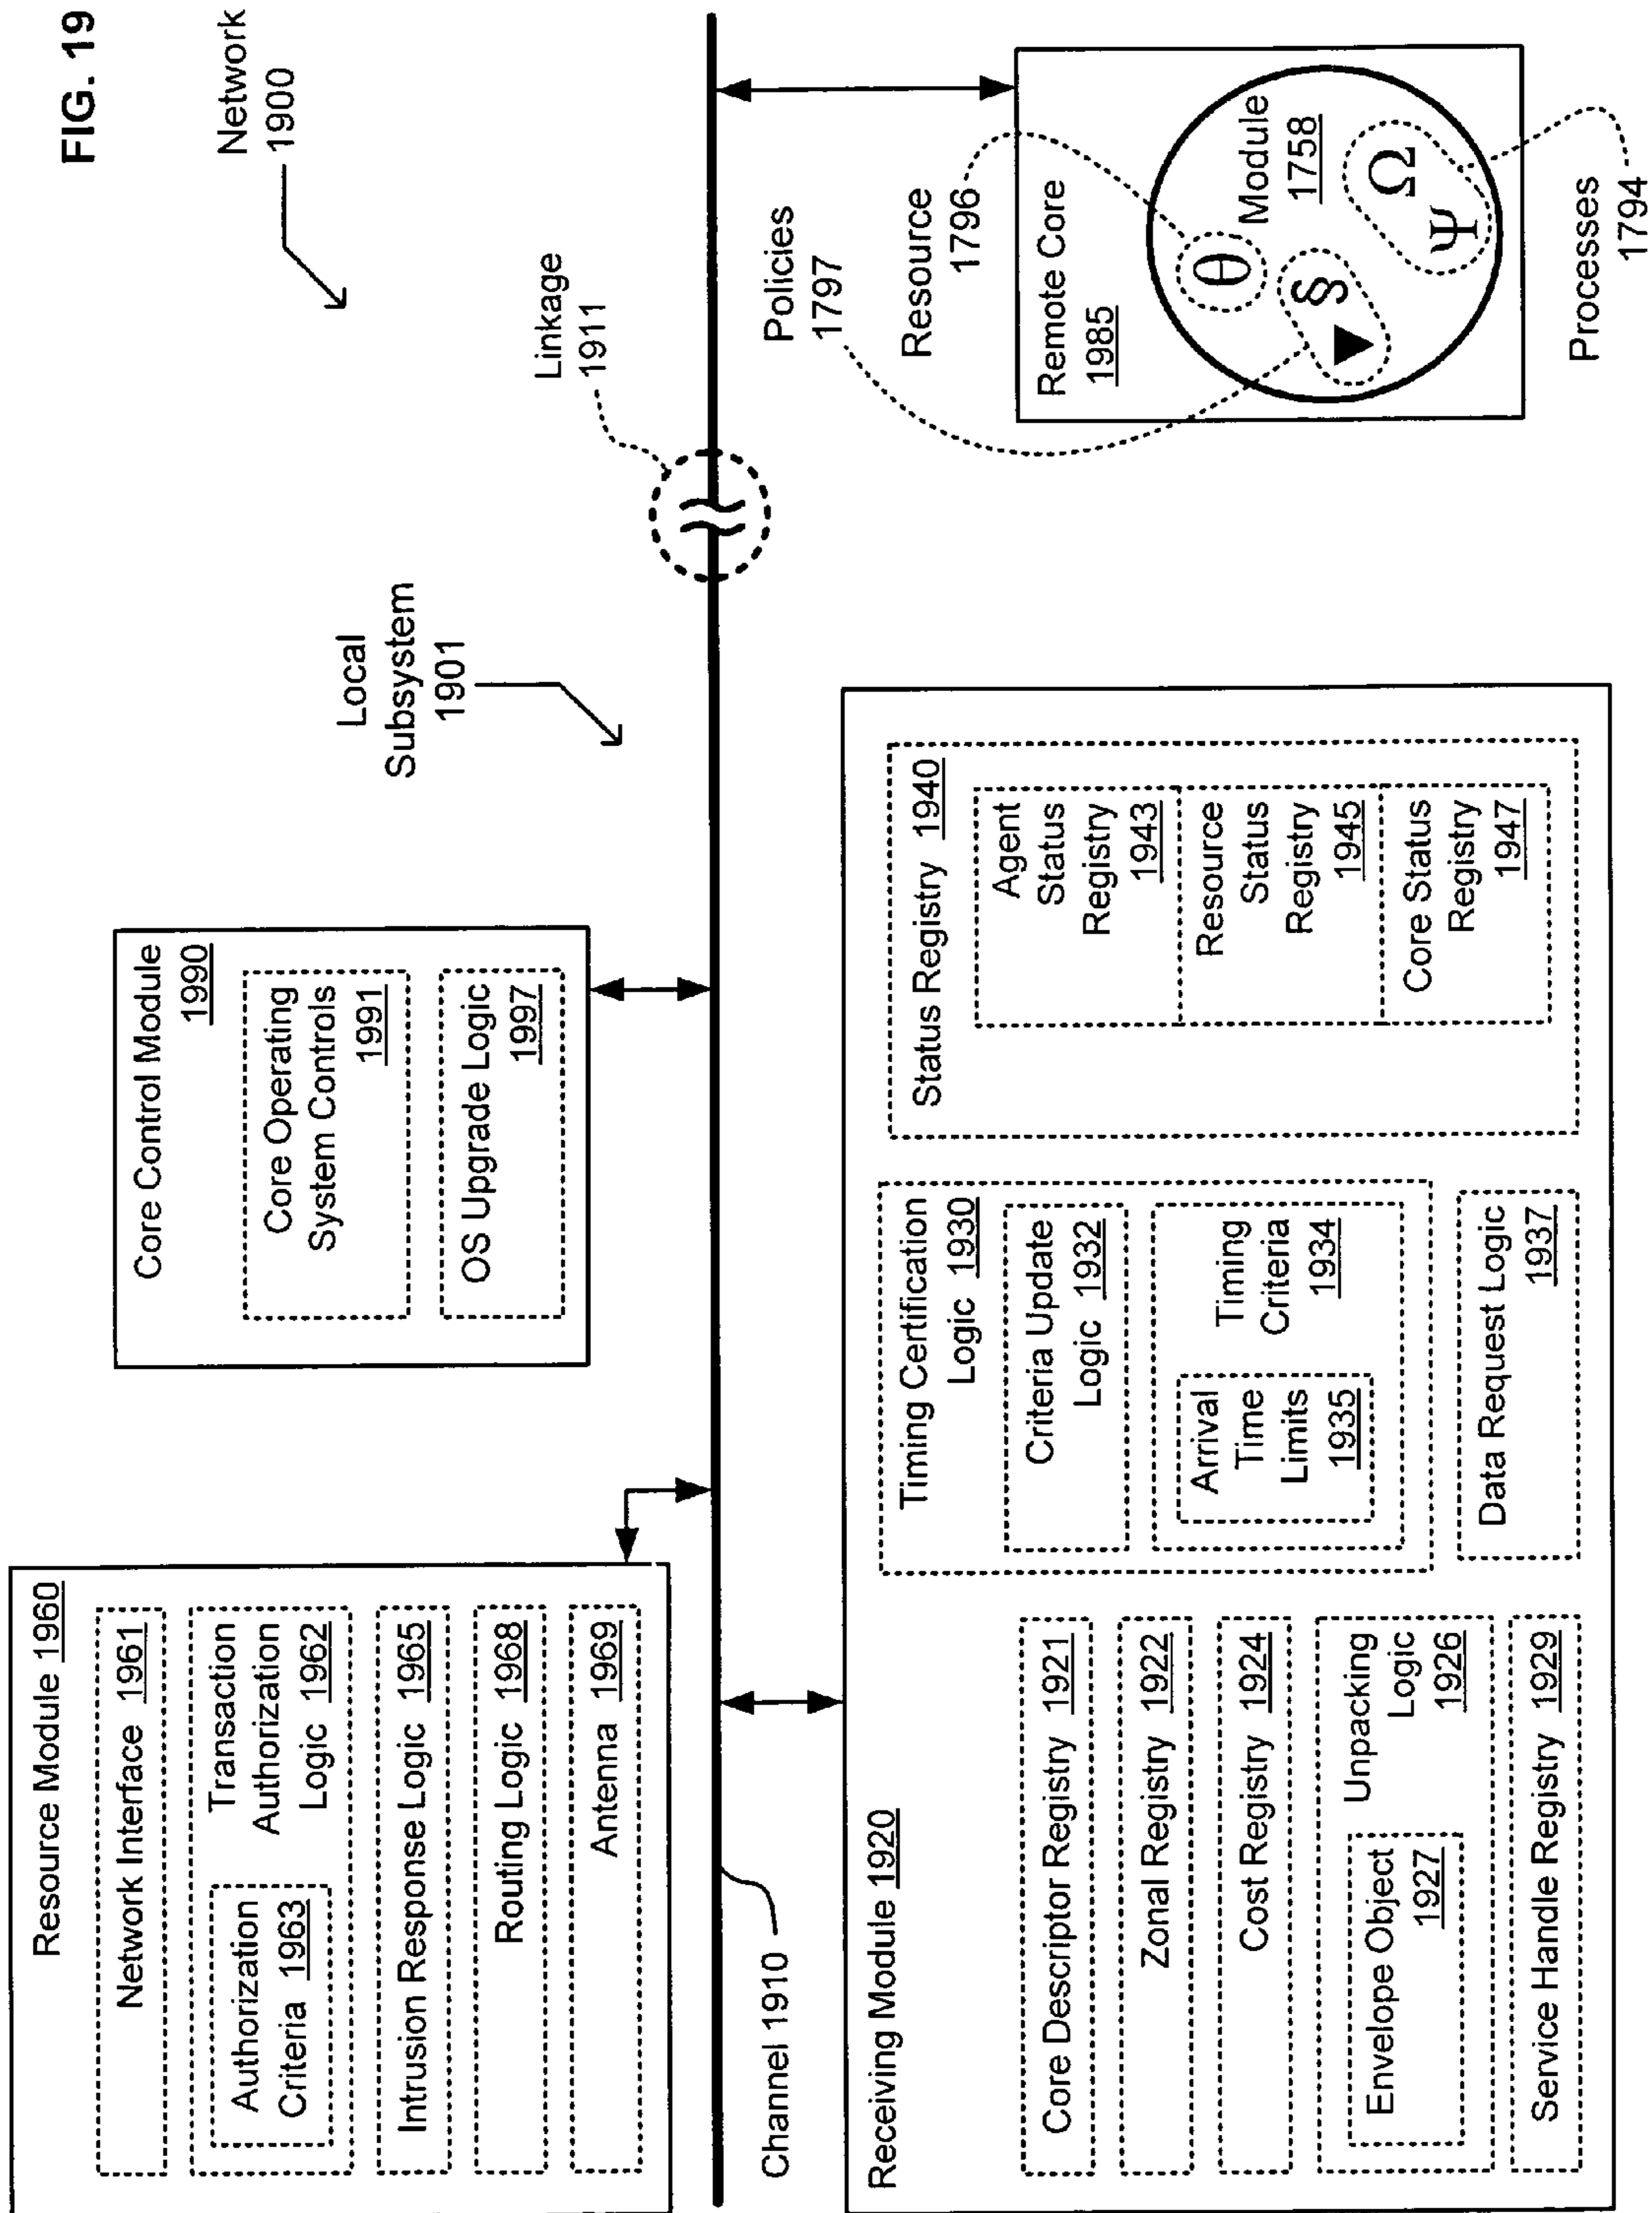 FIG. 19
Network
1900
Resource Module 1960
Network Interface 1961
Transaction
Authorization
Logic 1962
Authorization
Criteria 1963
Intrusion Response Logic 1965
Routing Logic 1968
Antenna 1969
Core Control Module
1990
Core Operating
System Controls
1991
OS Upgrade Logic
1997
Local
Subsystem
1901
Linkage
1911
Channel 1910
Receiving Module 1920
Core Descriptor Registry 1921
Zonal Registry 1922
Cost Registry 1924
Unpacking
Logic
1926
Envelope Object
1927
Service Handle Registry 1929
Timing Certification
Logic 1930
Criteria Update
Logic 1932
Timing
Criteria
1934
Arrival
Time
Limits
1935
Data Request Logic
1937
Status Registry 1940
Agent
Status
Registry
1943
Resource
Status
Registry
1945
Core Status
Registry
1947
Policies
1797
Resource
1796
Remote Core
1985
Module
1758
θ
§
Ψ Ω
Processes
1794